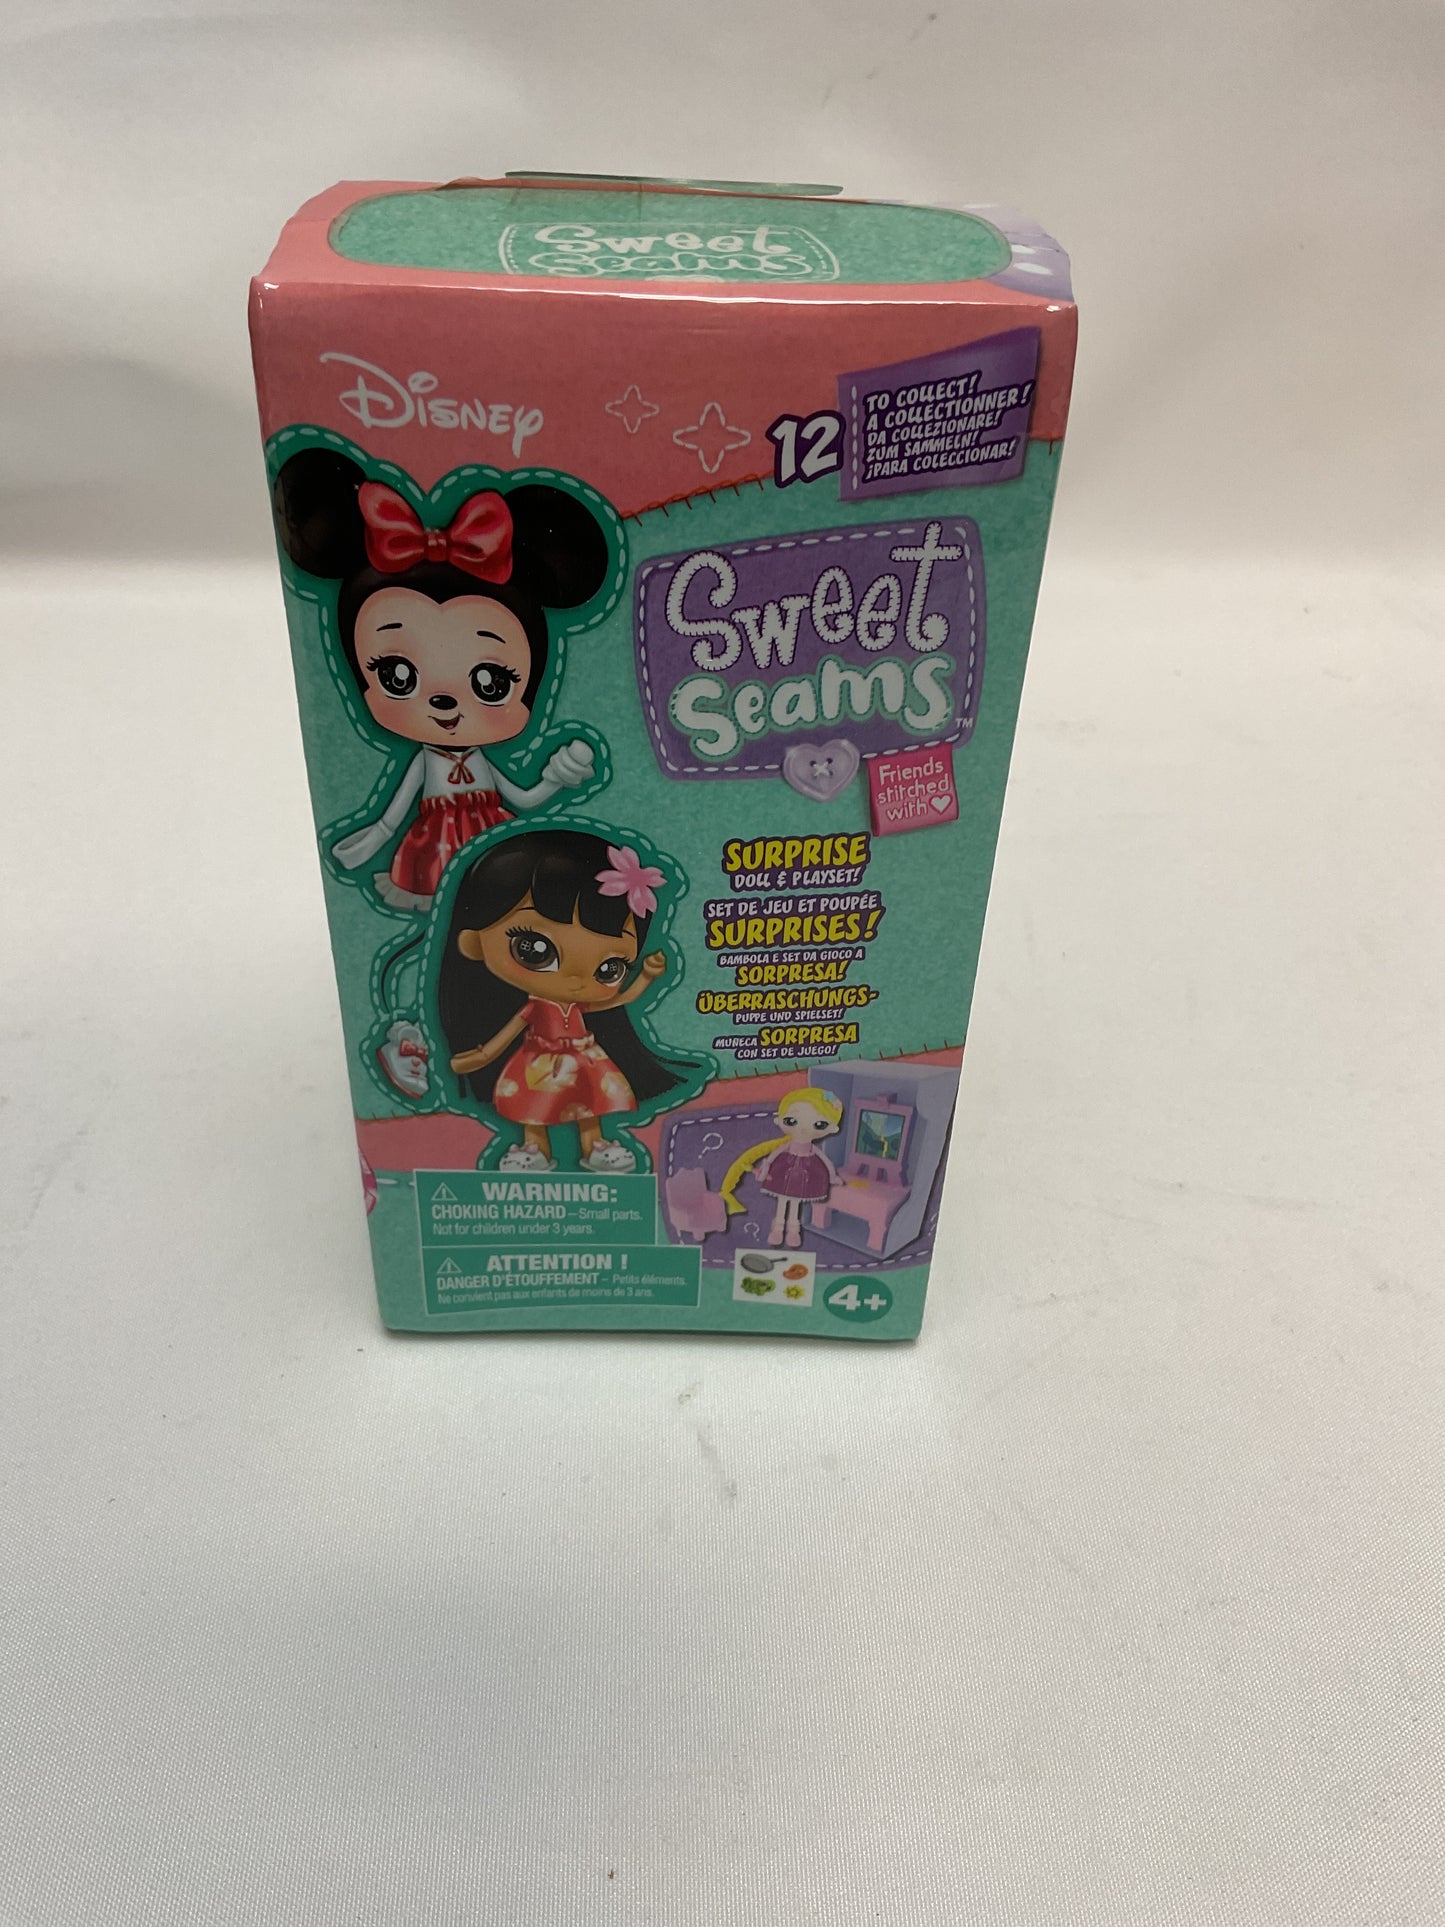 Sweet
Seams
Disney
12
TO COLLECT!
A COLLECTIONNER!
DA COLLEZIONARE!
ZUM SAMMELN!
¡PARA COLECCIONAR!
Sweet
Seams™
Friends
stitched
with
SURPRISE
DOLL & PLAYSET!
SET DE JEU ET POUPÉE
SURPRISES!
BAMBOLA E SET DA GIOCO A
SORPRESA!
ÜBERRASCHUNGS-
PUPPE UND SPIELSET!
MUÑECA SORPRESA
CON SET DE JUEGO!
?
?
WARNING:
CHOKING HAZARD – Small parts.
Not for children under 3 years.
ATTENTION !
DANGER D'ÉTOUFFEMENT – Petits éléments.
Ne convient pas aux enfants de moins de 3 ans.
4+